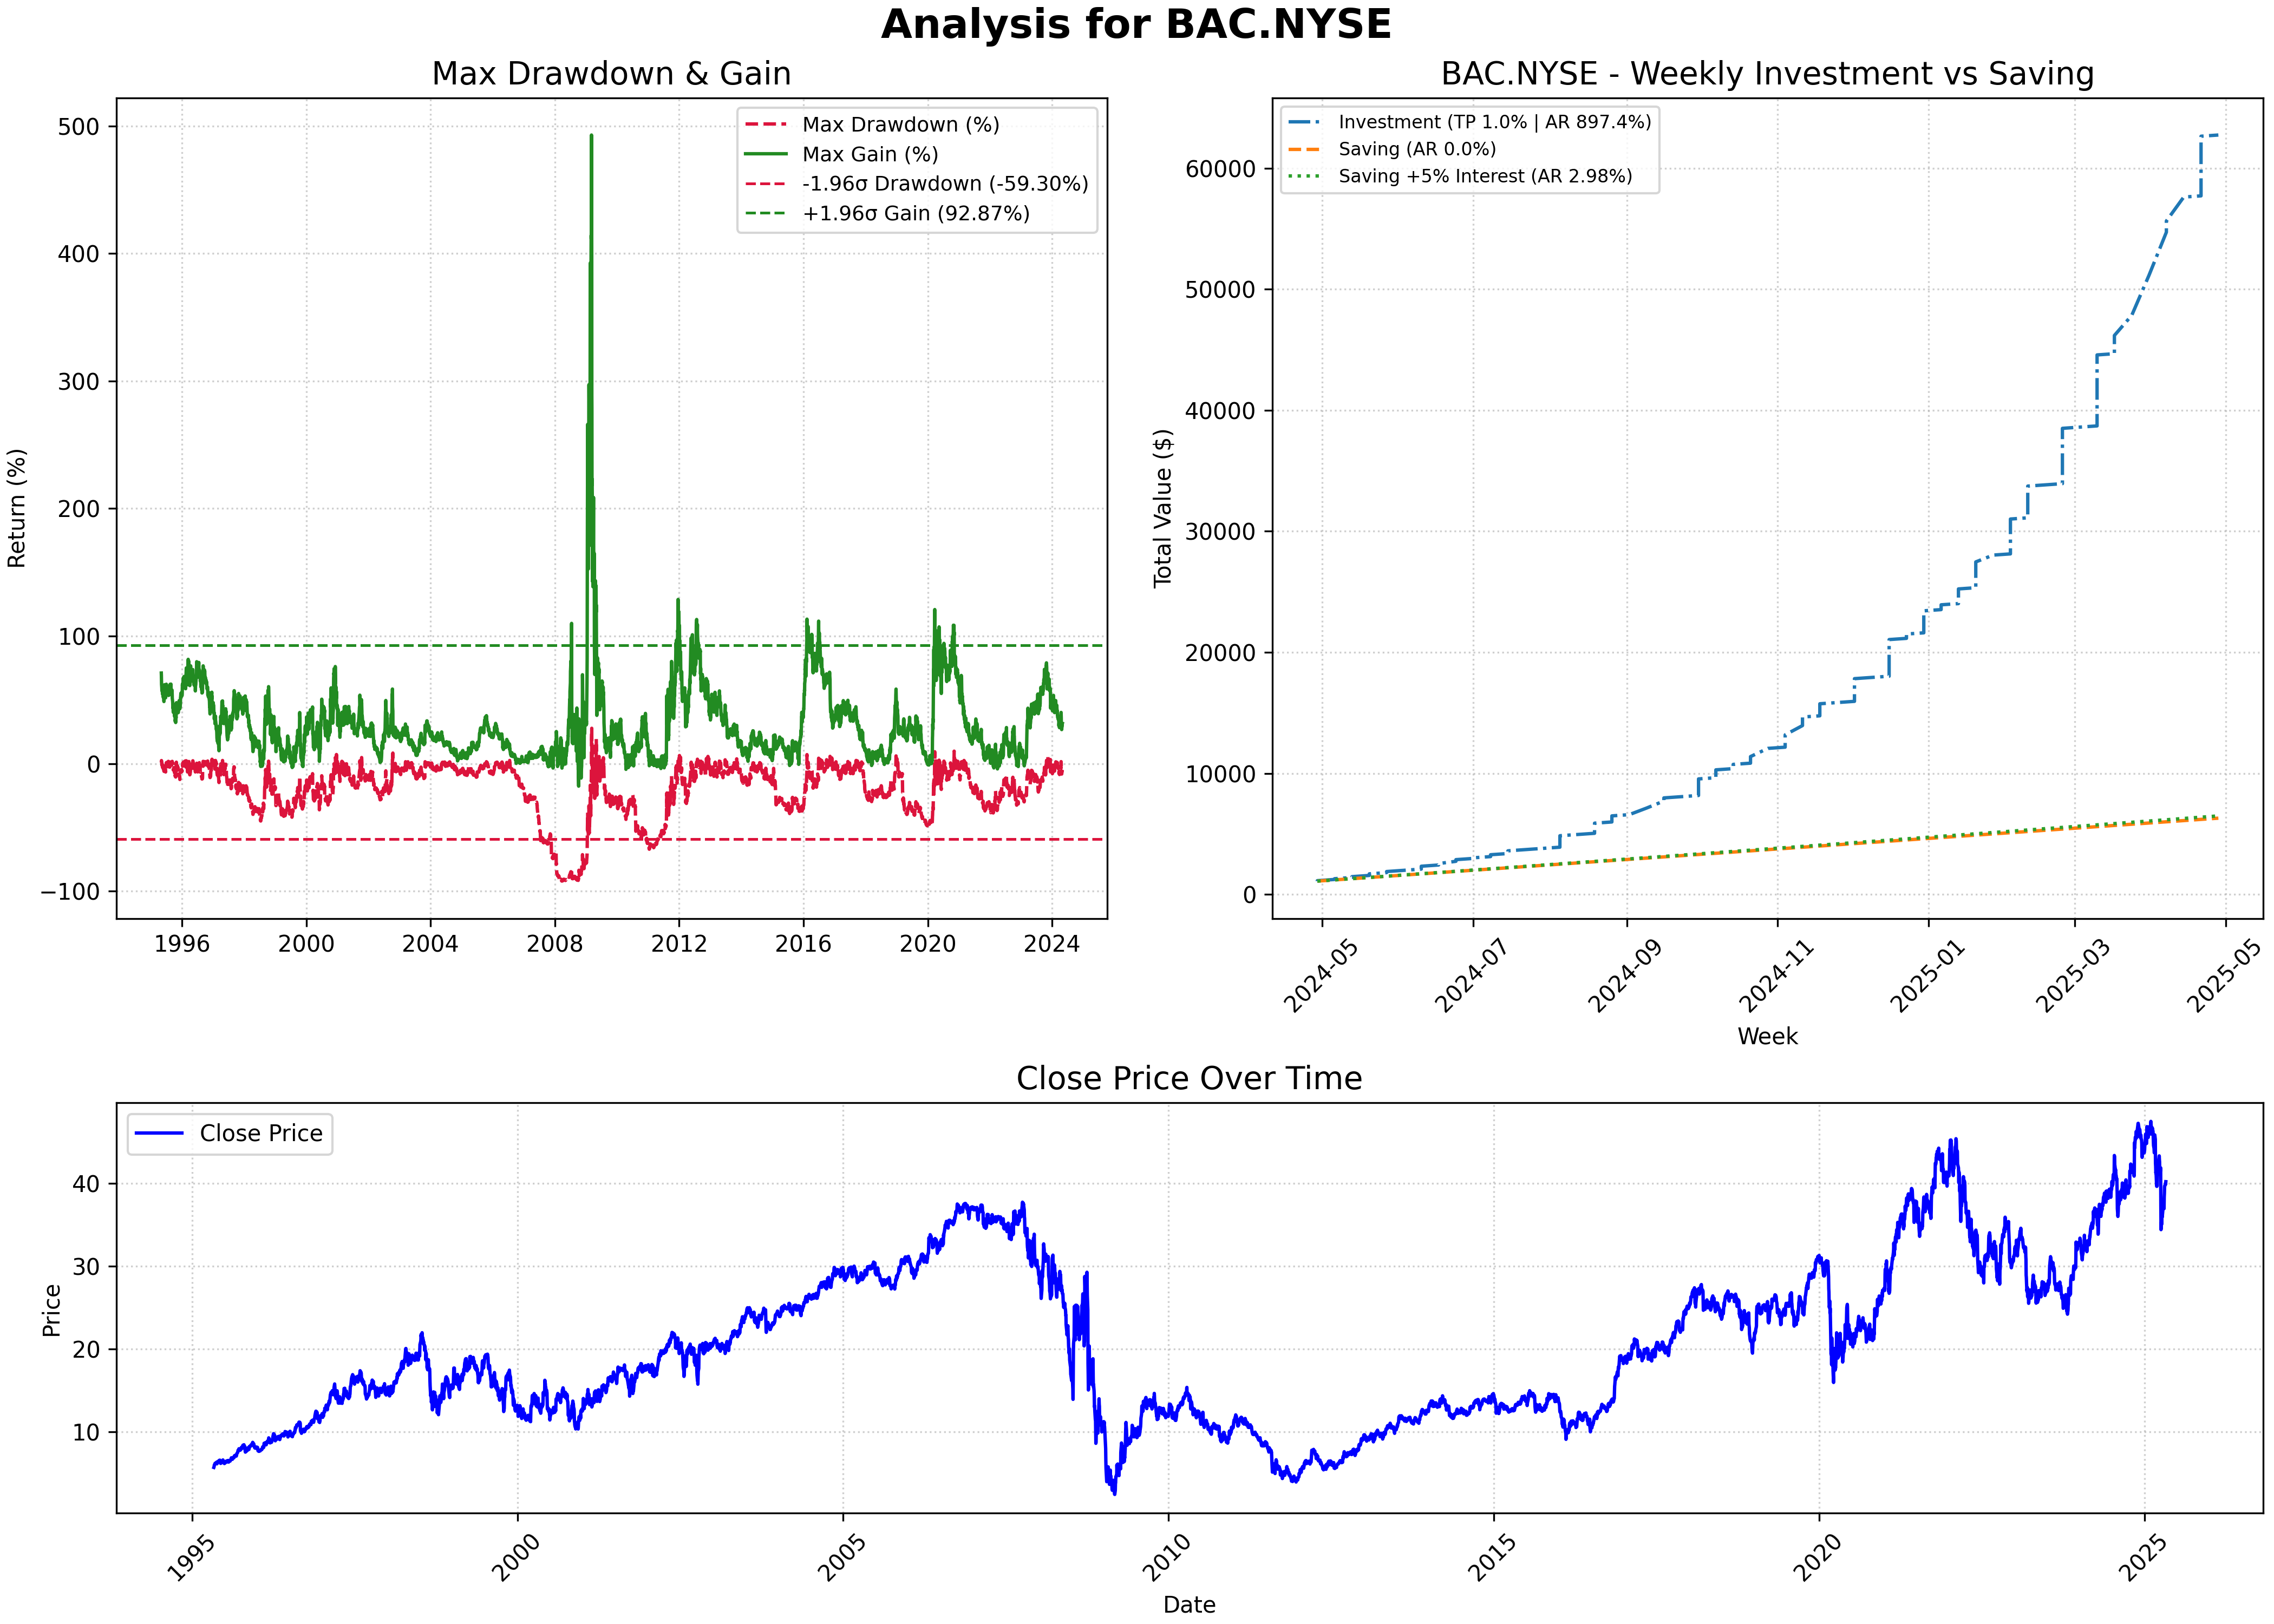 Analysis for BAC.NYSE
Max Drawdown & Gain
Return (%)
500
400
300
200
100
0
−100
1996 2000 2004 2008 2012 2016 2020 2024
Max Drawdown (%)
Max Gain (%)
-1.96σ Drawdown (-59.30%)
+1.96σ Gain (92.87%)
BAC.NYSE - Weekly Investment vs Saving
Total Value ($)
60000
50000
40000
30000
20000
10000
0
Investment (TP 1.0% | AR 897.4%)
Saving (AR 0.0%)
Saving +5% Interest (AR 2.98%)
2024-05 2024-07 2024-09 2024-11 2025-01 2025-03 2025-05
Week
Close Price Over Time
Price
40
30
20
10
Close Price
1995 2000 2005 2010 2015 2020 2025
Date